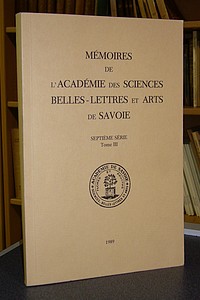 MÉMOIRES
DE
L'ACADÉMIE DES SCIENCES
BELLES-LETTRES ET ARTS
DE SAVOIE
SEPTIÈME SÉRIE
Tome III
1989